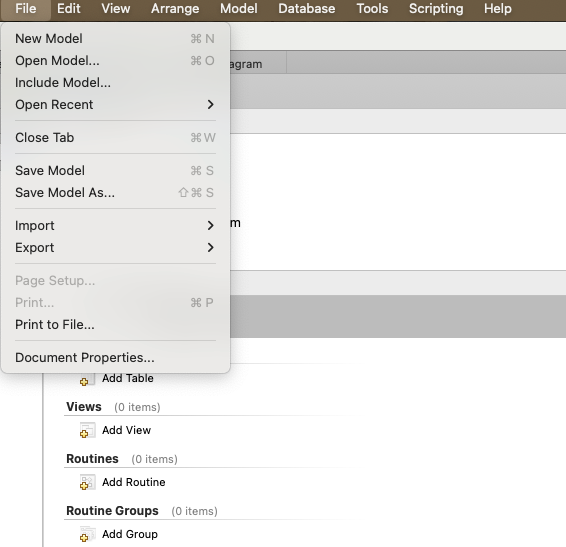 File Edit View Arrange Model Database Tools Scripting Help
New Model ⌘ N
Open Model... ⌘ O
Include Model...
Open Recent
agram
Close Tab ⌘ W
Save Model ⌘ S
Save Model As... ⇧ ⌘ S
Import
m
Export
Page Setup...
Print... ⌘ P
Print to File...
Document Properties...
Add Table
Views (0 items)
Add View
Routines (0 items)
Add Routine
Routine Groups (0 items)
Add Group